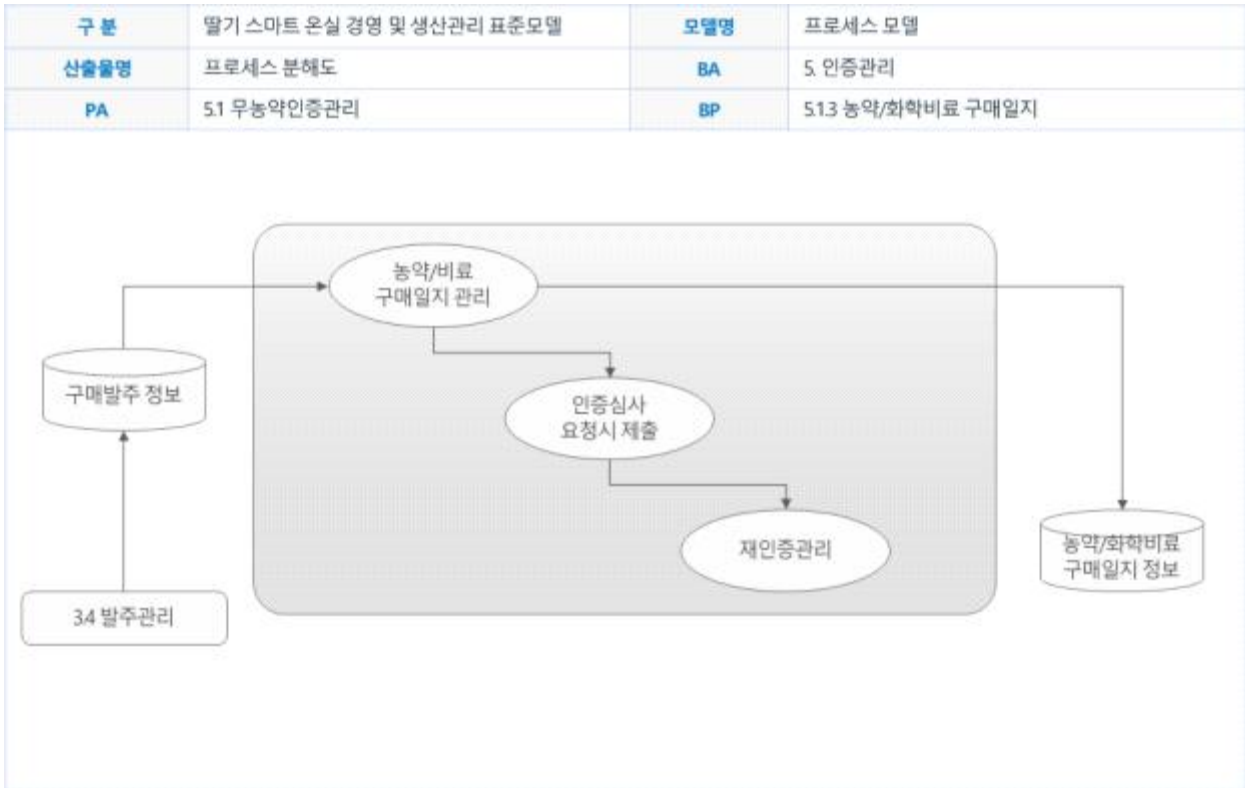 구 분 딸기 스마트 온실 경영 및 생산관리 표준모델 모델명 프로세스 모델
산출물명 프로세스 분해도 BA 5. 인증관리
PA 5.1 무농약인증관리 BP 5.1.3 농약/화학비료 구매일지
농약/비료
구매일지 관리
구매발주 정보
인증심사
요청시 제출
재인증관리
농약/화학비료
구매일지 정보
3.4 발주관리